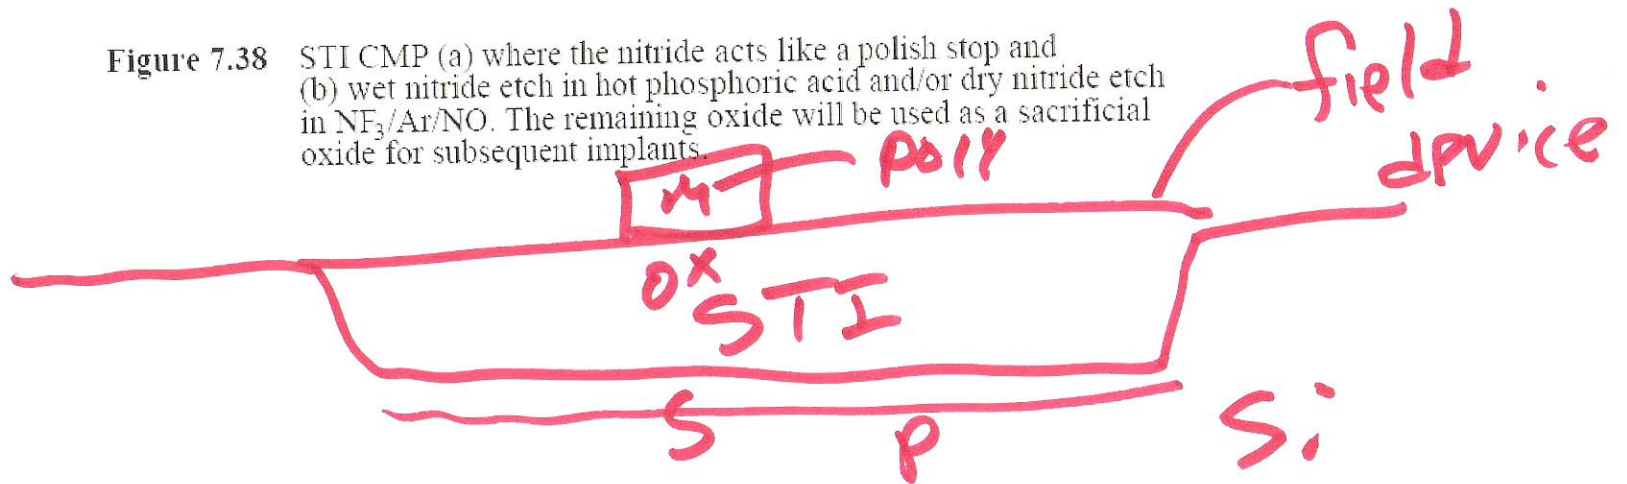 Figure 7.38 STI CMP (a) where the nitride acts like a polish stop and
(b) wet nitride etch in hot phosphoric acid and/or dry nitride etch
in NF₃/Ar/NO. The remaining oxide will be used as a sacrificial
oxide for subsequent implants.
field
device
poly
M
ox
STI
S
P
Si